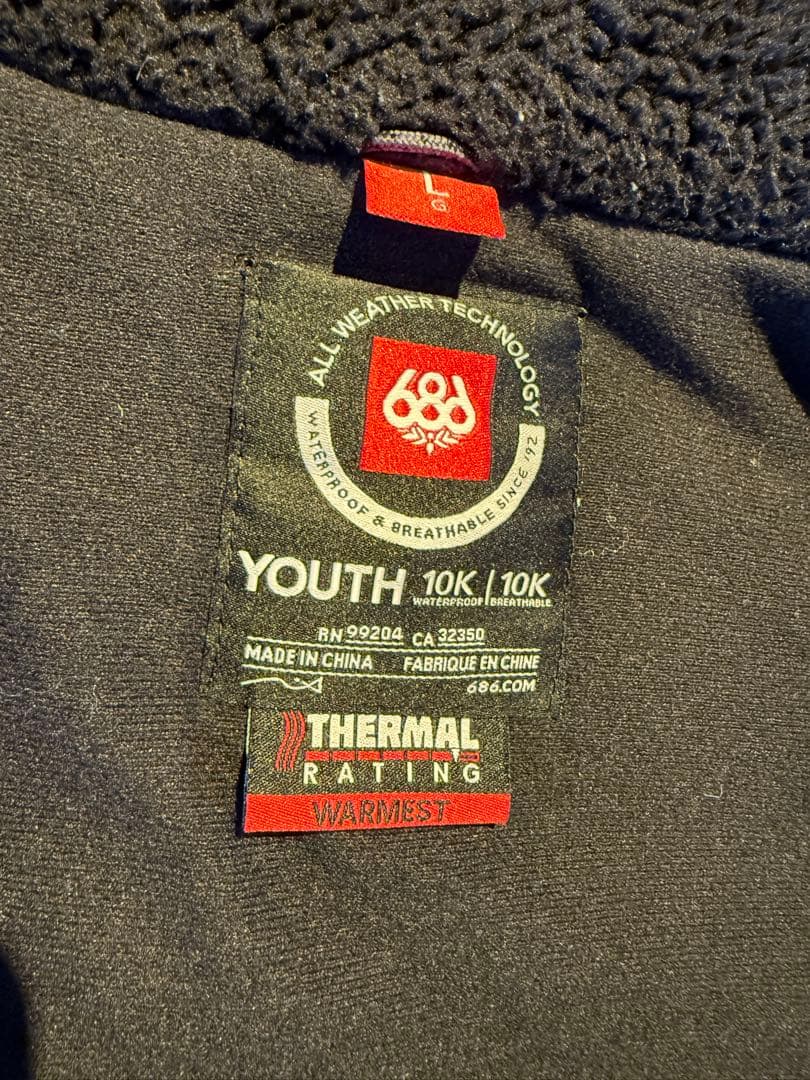 L
G
ALL WEATHER TECHNOLOGY
686
WATERPROOF & BREATHABLE SINCE '92
YOUTH 10K | 10K
WATERPROOF BREATHABLE
RN 99204 CA 32350
MADE IN CHINA FABRIQUE EN CHINE
686.COM
THERMAL
RATING
WARMEST